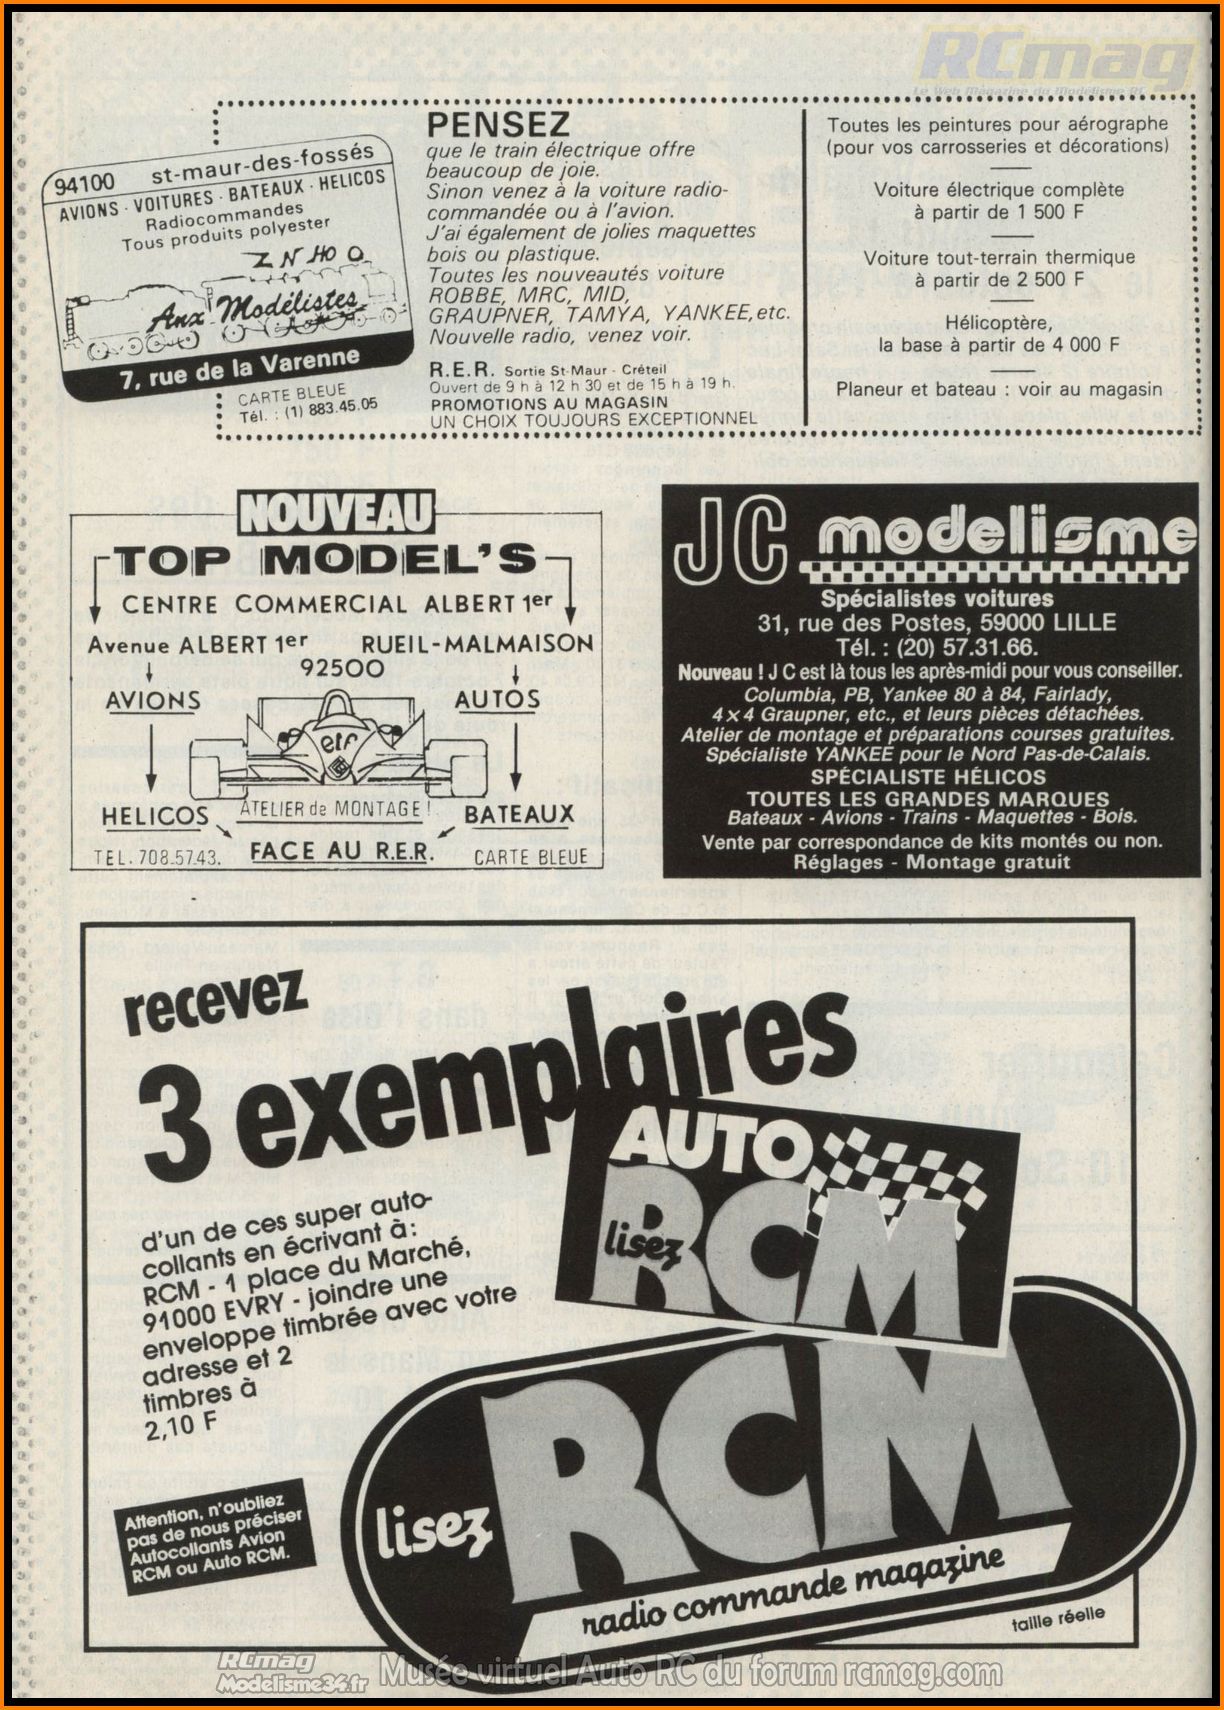 RCmag
Le Web Magazine du Modélisme RC
94100 st-maur-des-fossés
AVIONS · VOITURES · BATEAUX · HELICOS
Radiocommandes
Tous produits polyester
Z N HO O
Aux Modélistes
7, rue de la Varenne
CARTE BLEUE
Tél. : (1) 883.45.05
PENSEZ
que le train électrique offre
beaucoup de joie.
Sinon venez à la voiture radio-
commandée ou à l'avion.
J'ai également de jolies maquettes
bois ou plastique.
Toutes les nouveautés voiture
ROBBE, MRC, MID,
GRAUPNER, TAMYA, YANKEE, etc.
Nouvelle radio, venez voir.
R.E.R. Sortie St-Maur - Créteil
Ouvert de 9 h à 12 h 30 et de 15 h à 19 h.
PROMOTIONS AU MAGASIN
UN CHOIX TOUJOURS EXCEPTIONNEL
Toutes les peintures pour aérographe
(pour vos carrosseries et décorations)
Voiture électrique complète
à partir de 1 500 F
Voiture tout-terrain thermique
à partir de 2 500 F
Hélicoptère,
la base à partir de 4 000 F
Planeur et bateau : voir au magasin
NOUVEAU
TOP MODEL'S
CENTRE COMMERCIAL ALBERT 1er
Avenue ALBERT 1er RUEIL-MALMAISON
92500
AVIONS AUTOS
elf
HELICOS ATELIER de MONTAGE ! BATEAUX
TEL. 708.57.43. FACE AU R.E.R. CARTE BLEUE
JC modelisme
Spécialistes voitures
31, rue des Postes, 59000 LILLE
Tél. : (20) 57.31.66.
Nouveau ! J C est là tous les après-midi pour vous conseiller.
Columbia, PB, Yankee 80 à 84, Fairlady,
4×4 Graupner, etc., et leurs pièces détachées.
Atelier de montage et préparations courses gratuites.
Spécialiste YANKEE pour le Nord Pas-de-Calais.
SPÉCIALISTE HÉLICOS
TOUTES LES GRANDES MARQUES
Bateaux - Avions - Trains - Maquettes - Bois.
Vente par correspondance de kits montés ou non.
Réglages - Montage gratuit
recevez
3 exemplaires
d'un de ces super auto-
collants en écrivant à :
RCM - 1 place du Marché,
91000 EVRY - joindre une
enveloppe timbrée avec votre
adresse et 2
timbres à
2,10 F
AUTO
lisez
RCM
Attention, n'oubliez
pas de nous préciser
Autocollants Avion
RCM ou Auto RCM.
lisez
RCM
radio commande magazine
taille réelle
RCmag
Modelisme34.fr
Musée virtuel Auto RC du forum rcmag.com